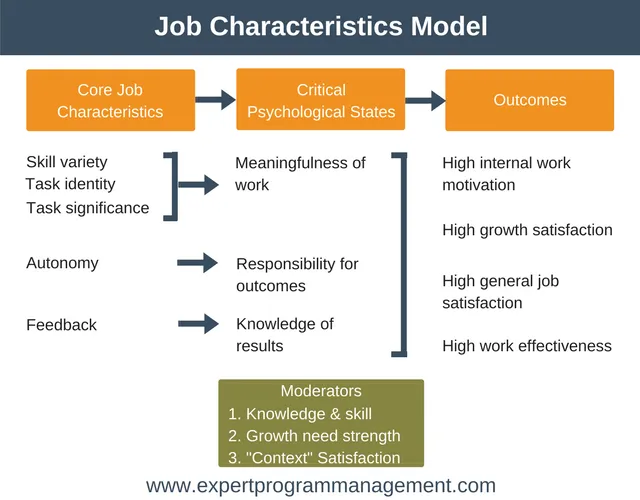 Job Characteristics Model
Core Job
Characteristics
Critical
Psychological States
Outcomes
Skill variety
Task identity
Task significance
Meaningfulness of
work
High internal work
motivation
High growth satisfaction
Autonomy
Responsibility for
outcomes
High general job
satisfaction
Feedback
Knowledge of
results
High work effectiveness
Moderators
1. Knowledge & skill
2. Growth need strength
3. "Context" Satisfaction
www.expertprogrammanagement.com